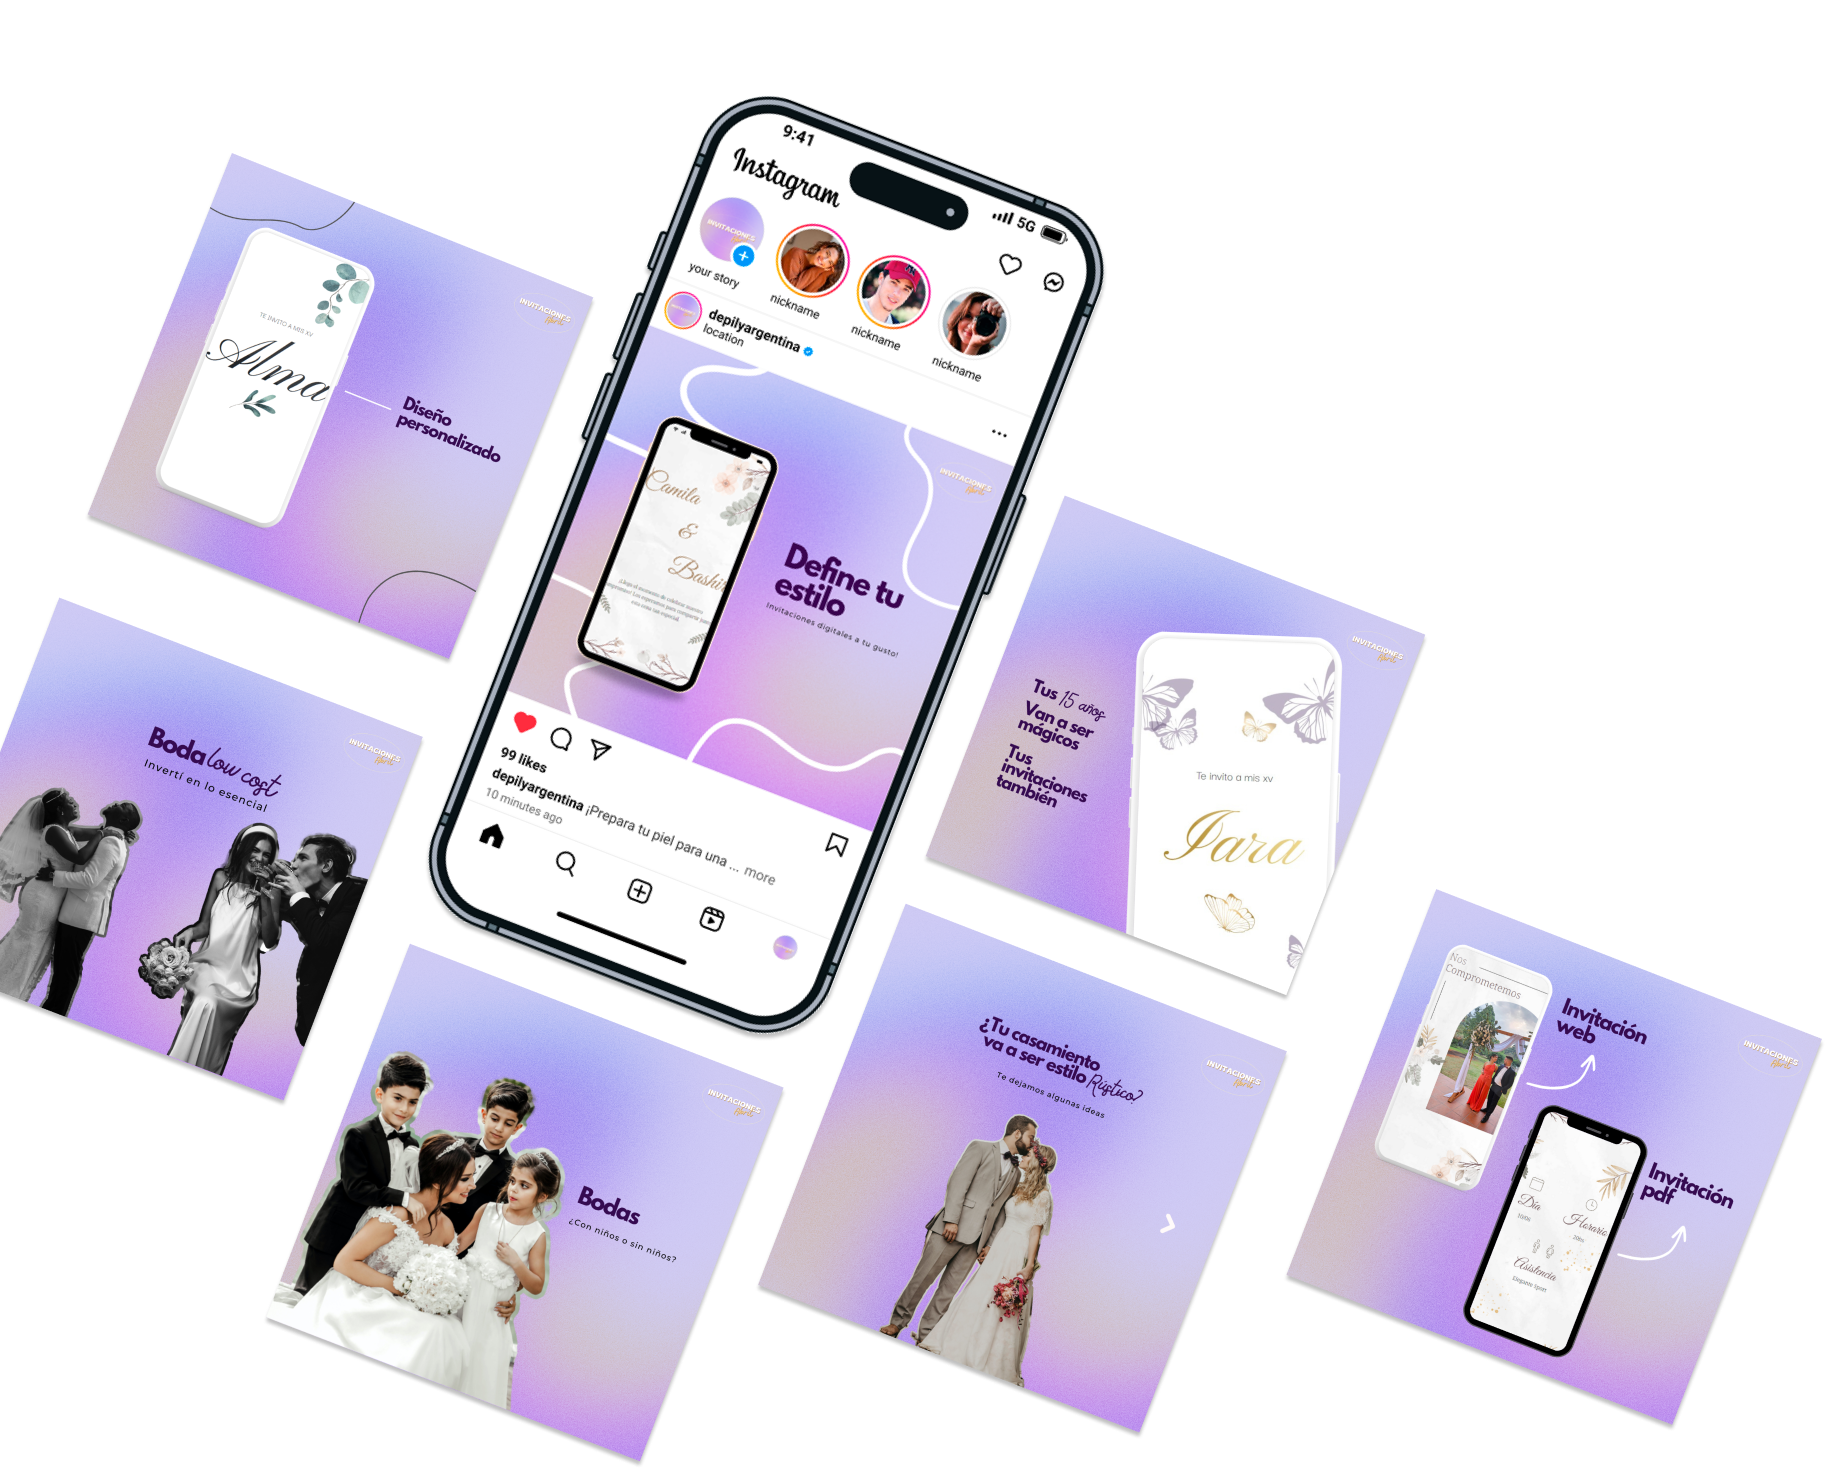 9:41
5G
Instagram
INVITACIONES
your story
nickname
nickname
nickname
depilyargentina
location
INVITACIONES
Camila
&
Define tu
estilo
Invitaciones digitales a tu gusto!
99 likes
depilyargentina ¡Prepara tu piel para una ... more
10 minutes ago
INVITACIONES
TE INVITO A MIS XV
Alma
Diseño
personalizado
INVITACIONES
Boda low cost
Invertí en lo esencial
INVITACIONES
Bodas
¿Con niños o sin niños?
INVITACIONES
¿Tu casamiento
va a ser estilo Rústico?
Te dejamos algunas ideas
INVITACIONES
Tus 15 años
Van a ser
mágicos
Tus
invitaciones
también
Te invito a mis xv
Iara
INVITACIONES
Nos
Comprometemos
Invitación
web
Invitación
pdf
Día
Horario
Asistencia
Elegante Sport